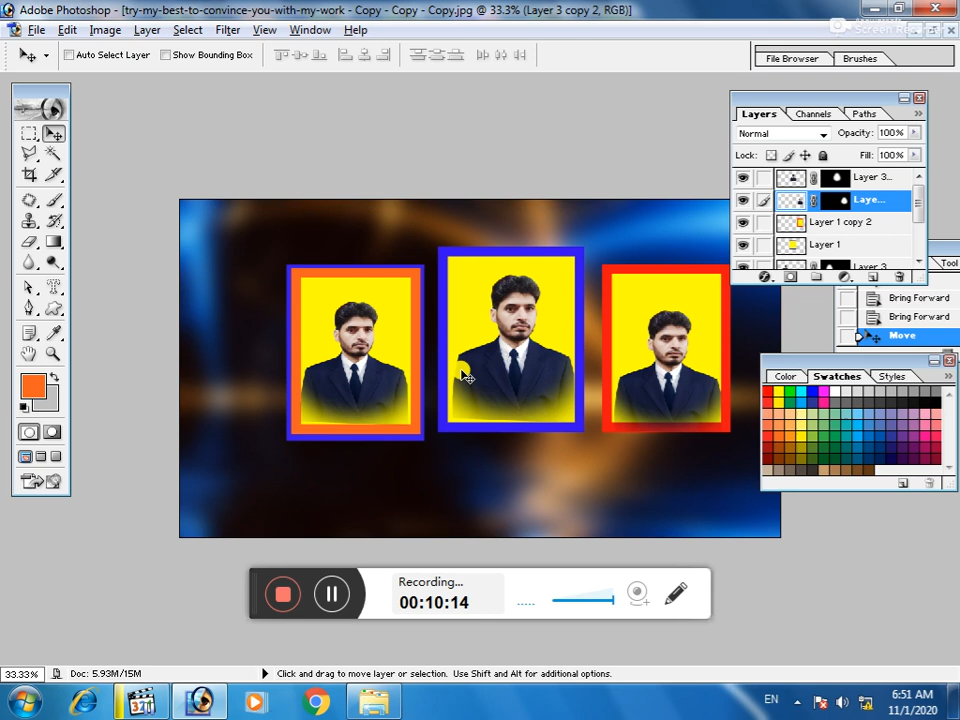 Adobe Photoshop - [try-my-best-to-convince-you-with-my-work - Copy - Copy - Copy.jpg @ 33.3% (Layer 3 copy 2, RGB)]
File Edit Image Layer Select Filter View Window Help
Auto Select Layer Show Bounding Box
File Browser Brushes
Layers Channels Paths
Normal Opacity: 100%
Lock: Fill: 100%
Layer 3...
Laye...
Layer 1 copy 2
Layer 1
Layer 3
Tool
Bring Forward
Bring Forward
Move
Color Swatches Styles
Recording...
00:10:14
33.33% Doc: 5.93M/15M Click and drag to move layer or selection. Use Shift and Alt for additional options.
321
EN
6:51 AM
11/1/2020